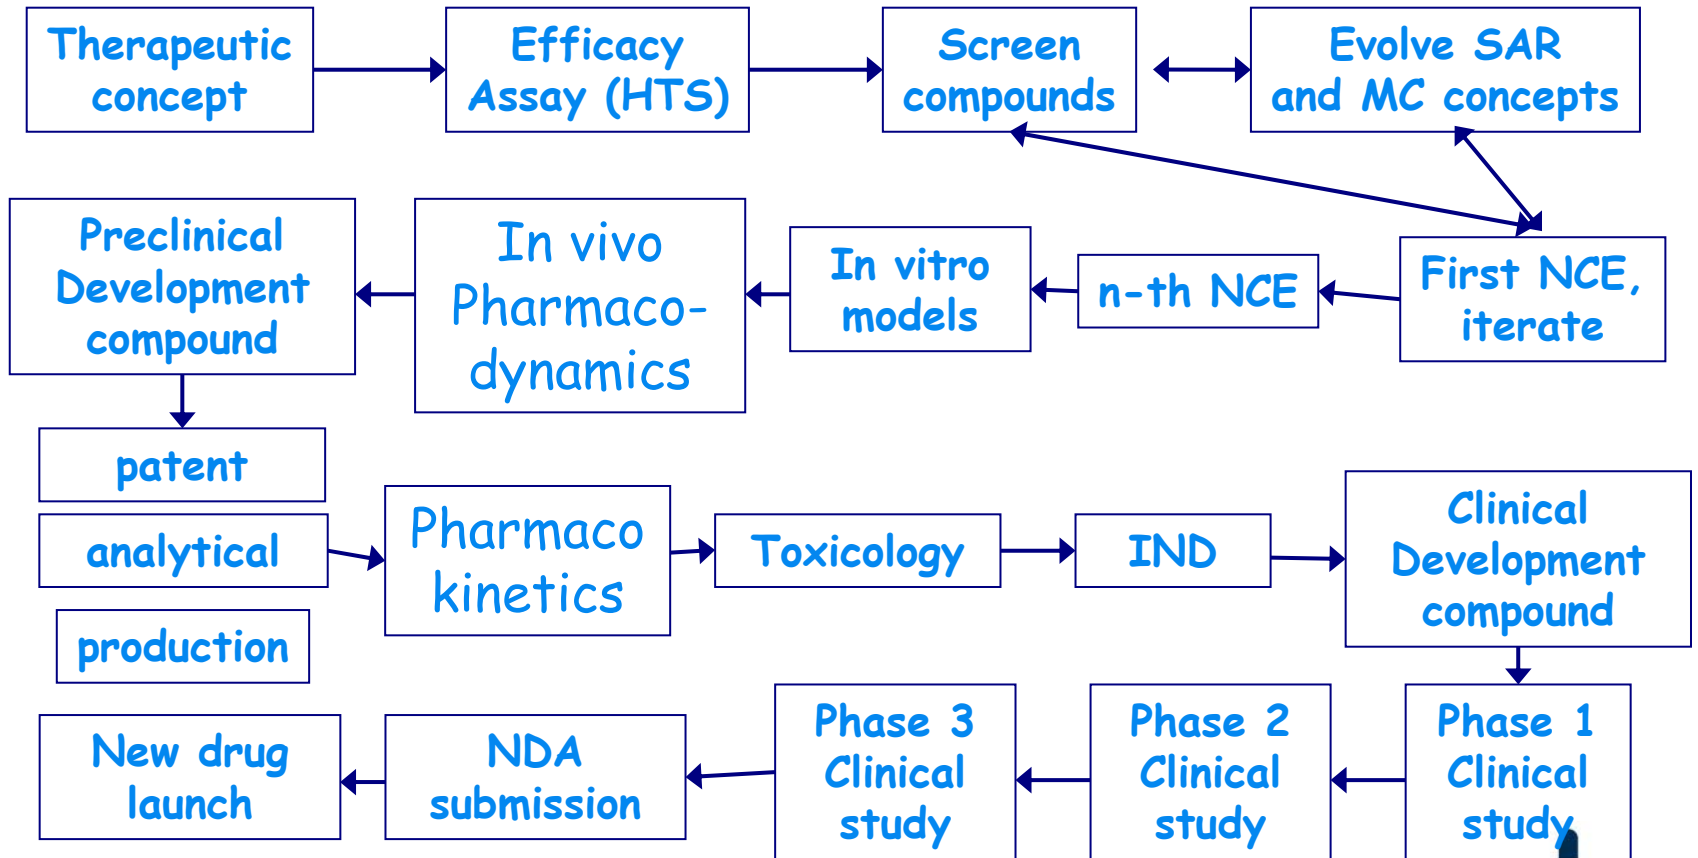 Therapeutic
concept
Efficacy
Assay (HTS)
Screen
compounds
Evolve SAR
and MC concepts
First NCE,
iterate
n-th NCE
In vitro
models
In vivo
Pharmaco-
dynamics
Preclinical
Development
compound
patent
analytical
production
Pharmaco
kinetics
Toxicology
IND
Clinical
Development
compound
Phase 1
Clinical
study
Phase 2
Clinical
study
Phase 3
Clinical
study
NDA
submission
New drug
launch